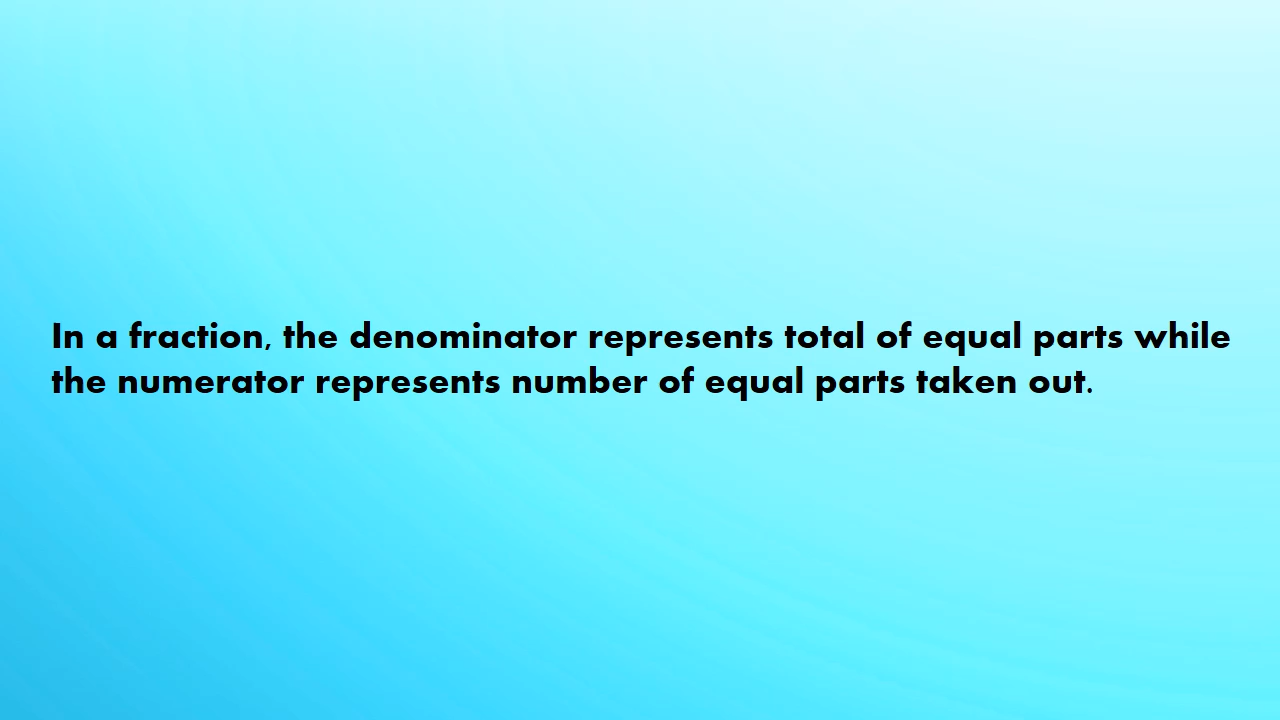 In a fraction, the denominator represents total of equal parts while
the numerator represents number of equal parts taken out.